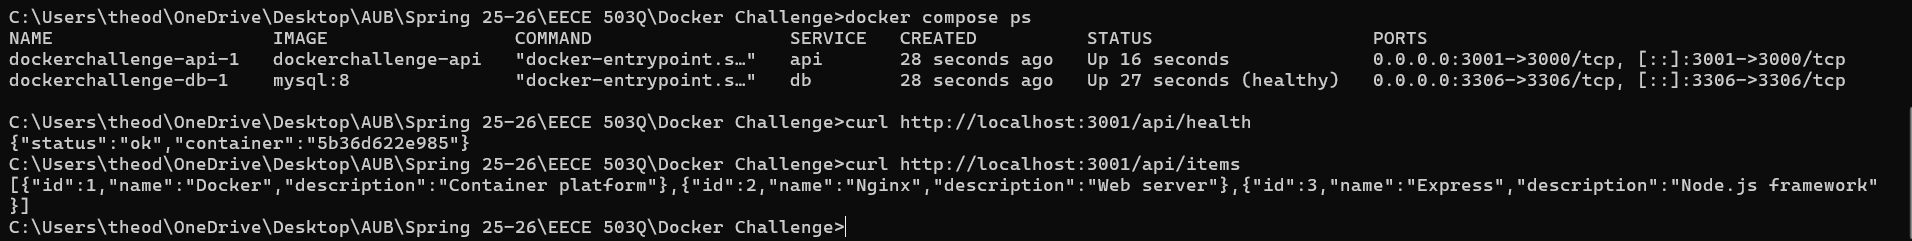 C:\Users\theod\OneDrive\Desktop\AUB\Spring 25-26\EECE 503Q\Docker Challenge>docker compose ps
NAME                    IMAGE                 COMMAND                  SERVICE   CREATED          STATUS                    PORTS
dockerchallenge-api-1   dockerchallenge-api   "docker-entrypoint.s…"   api       28 seconds ago   Up 16 seconds             0.0.0.0:3001->3000/tcp, [::]:3001->3000/tcp
dockerchallenge-db-1    mysql:8               "docker-entrypoint.s…"   db        28 seconds ago   Up 27 seconds (healthy)   0.0.0.0:3306->3306/tcp, [::]:3306->3306/tcp
C:\Users\theod\OneDrive\Desktop\AUB\Spring 25-26\EECE 503Q\Docker Challenge>curl http://localhost:3001/api/health
{"status":"ok","container":"5b36d622e985"}
C:\Users\theod\OneDrive\Desktop\AUB\Spring 25-26\EECE 503Q\Docker Challenge>curl http://localhost:3001/api/items
[{"id":1,"name":"Docker","description":"Container platform"},{"id":2,"name":"Nginx","description":"Web server"},{"id":3,"name":"Express","description":"Node.js framework"
}]
C:\Users\theod\OneDrive\Desktop\AUB\Spring 25-26\EECE 503Q\Docker Challenge>